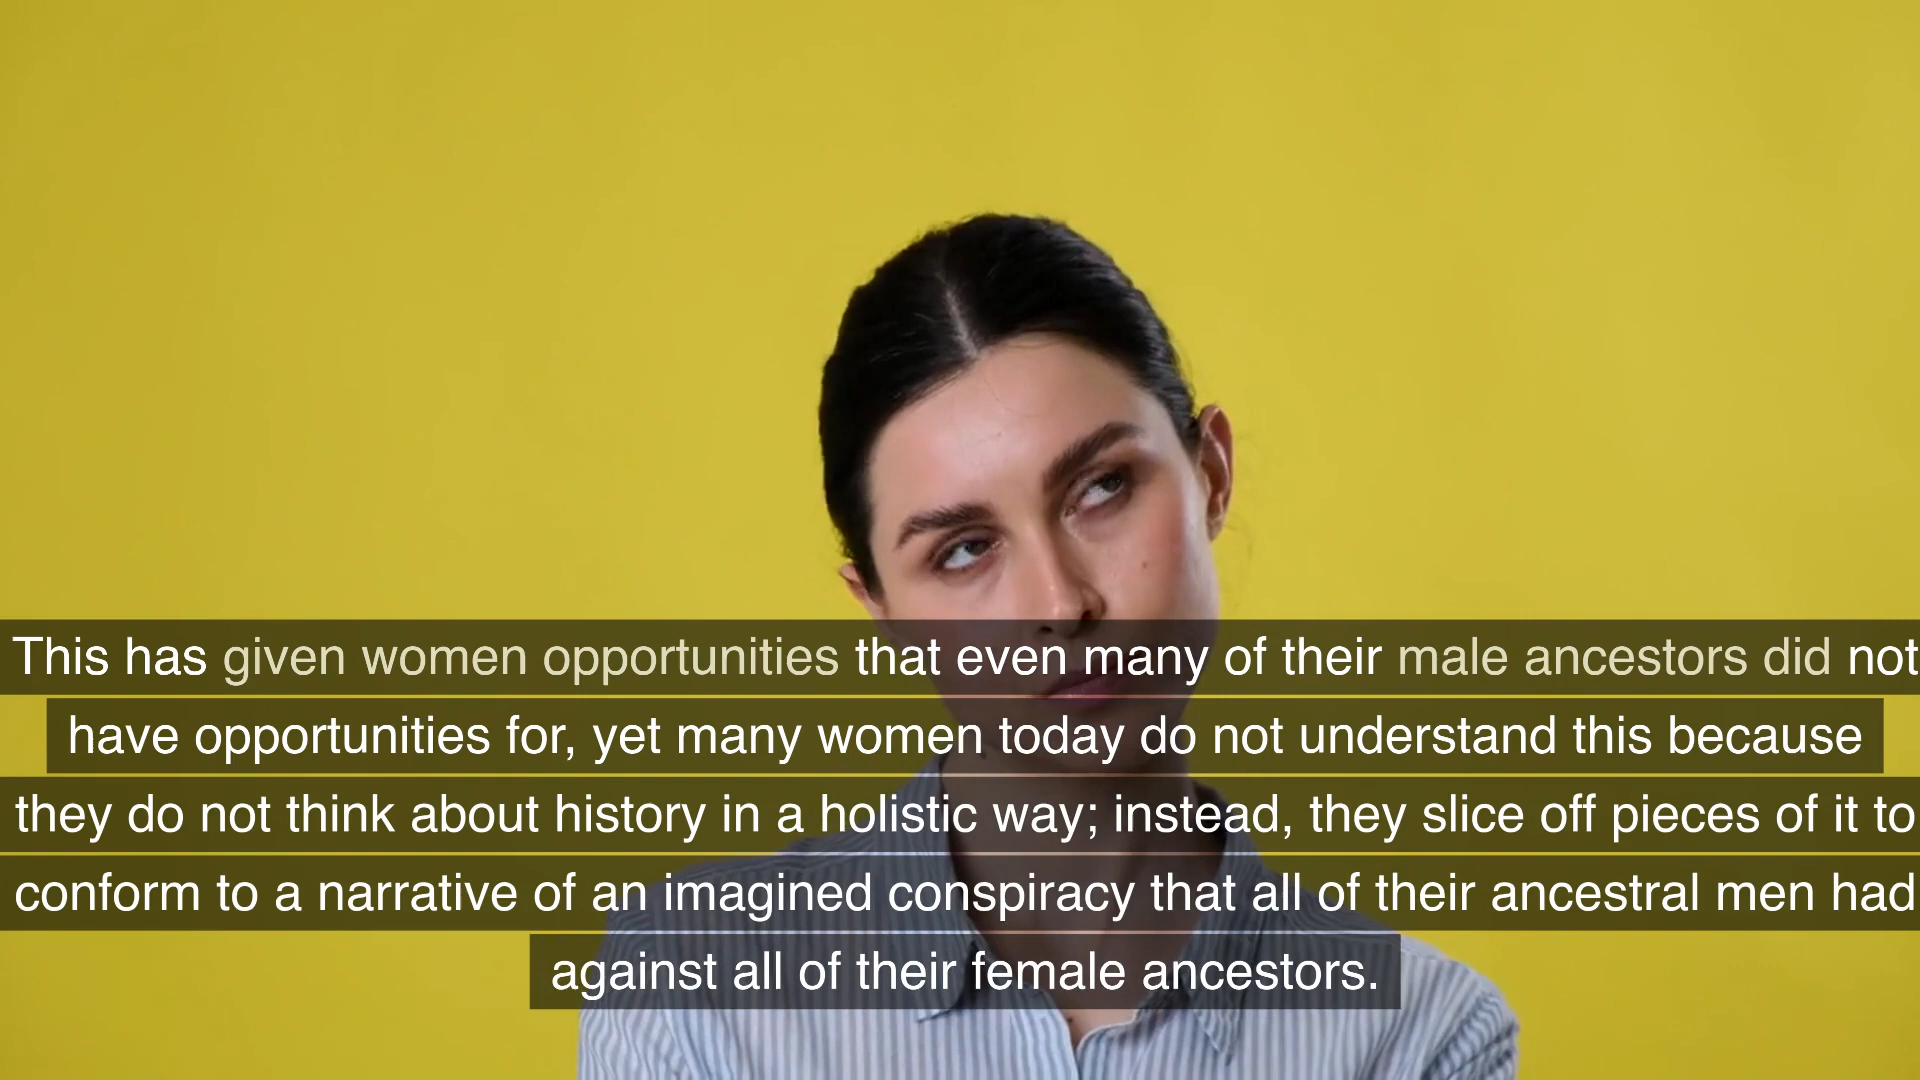 This has given women opportunities that even many of their male ancestors did not
have opportunities for, yet many women today do not understand this because
they do not think about history in a holistic way; instead, they slice off pieces of it to
conform to a narrative of an imagined conspiracy that all of their ancestral men had
against all of their female ancestors.